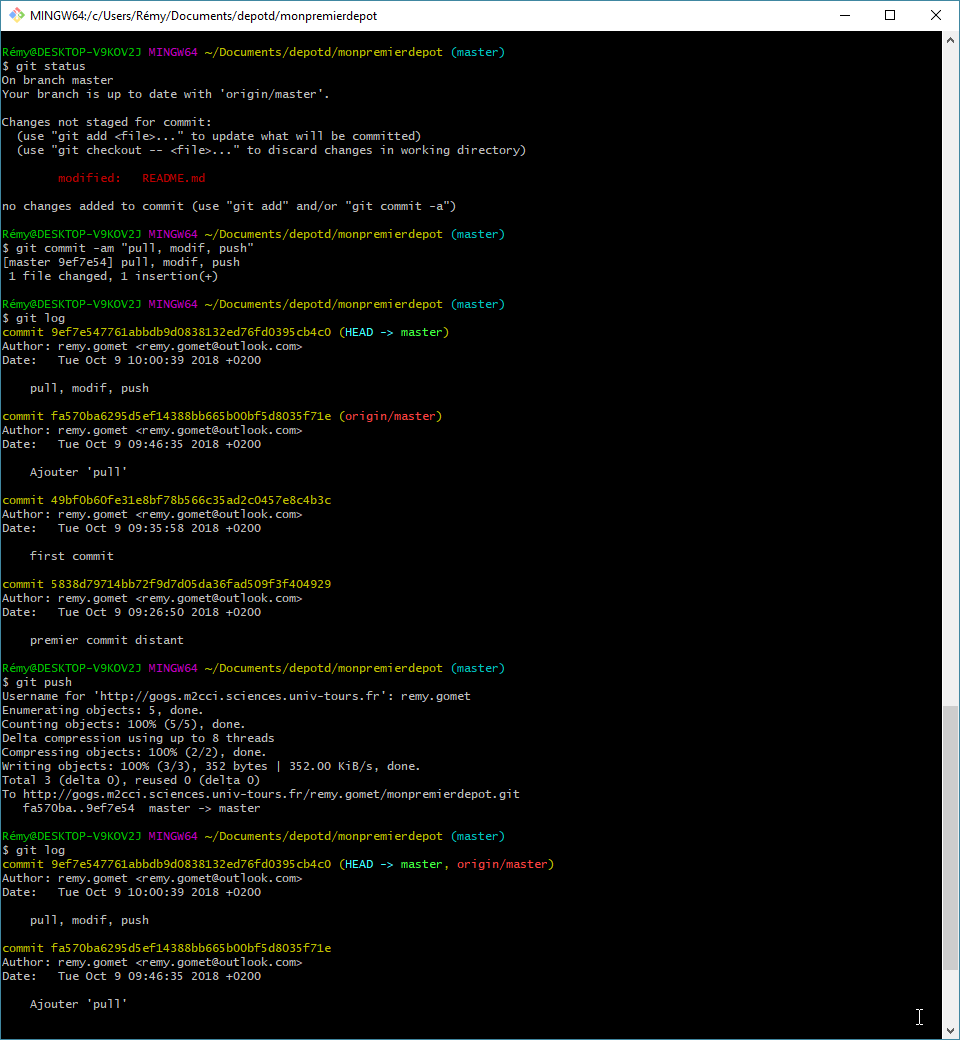 MINGW64:/c/Users/Rémy/Documents/depotd/monpremierdepot
Rémy@DESKTOP-V9KOV2J MINGW64 ~/Documents/depotd/monpremierdepot (master)
$ git status
On branch master
Your branch is up to date with 'origin/master'.
Changes not staged for commit:
  (use "git add <file>..." to update what will be committed)
  (use "git checkout -- <file>..." to discard changes in working directory)
        modified:   README.md
no changes added to commit (use "git add" and/or "git commit -a")
Rémy@DESKTOP-V9KOV2J MINGW64 ~/Documents/depotd/monpremierdepot (master)
$ git commit -am "pull, modif, push"
[master 9ef7e54] pull, modif, push
 1 file changed, 1 insertion(+)
Rémy@DESKTOP-V9KOV2J MINGW64 ~/Documents/depotd/monpremierdepot (master)
$ git log
commit 9ef7e547761abbdb9d0838132ed76fd0395cb4c0 (HEAD -> master)
Author: remy.gomet <remy.gomet@outlook.com>
Date:   Tue Oct 9 10:00:39 2018 +0200
    pull, modif, push
commit fa570ba6295d5ef14388bb665b00bf5d8035f71e (origin/master)
Author: remy.gomet <remy.gomet@outlook.com>
Date:   Tue Oct 9 09:46:35 2018 +0200
    Ajouter 'pull'
commit 49bf0b60fe31e8bf78b566c35ad2c0457e8c4b3c
Author: remy.gomet <remy.gomet@outlook.com>
Date:   Tue Oct 9 09:35:58 2018 +0200
    first commit
commit 5838d79714bb72f9d7d05da36fad509f3f404929
Author: remy.gomet <remy.gomet@outlook.com>
Date:   Tue Oct 9 09:26:50 2018 +0200
    premier commit distant
Rémy@DESKTOP-V9KOV2J MINGW64 ~/Documents/depotd/monpremierdepot (master)
$ git push
Username for 'http://gogs.m2cci.sciences.univ-tours.fr': remy.gomet
Enumerating objects: 5, done.
Counting objects: 100% (5/5), done.
Delta compression using up to 8 threads
Compressing objects: 100% (2/2), done.
Writing objects: 100% (3/3), 352 bytes | 352.00 KiB/s, done.
Total 3 (delta 0), reused 0 (delta 0)
To http://gogs.m2cci.sciences.univ-tours.fr/remy.gomet/monpremierdepot.git
   fa570ba..9ef7e54  master -> master
Rémy@DESKTOP-V9KOV2J MINGW64 ~/Documents/depotd/monpremierdepot (master)
$ git log
commit 9ef7e547761abbdb9d0838132ed76fd0395cb4c0 (HEAD -> master, origin/master)
Author: remy.gomet <remy.gomet@outlook.com>
Date:   Tue Oct 9 10:00:39 2018 +0200
    pull, modif, push
commit fa570ba6295d5ef14388bb665b00bf5d8035f71e
Author: remy.gomet <remy.gomet@outlook.com>
Date:   Tue Oct 9 09:46:35 2018 +0200
    Ajouter 'pull'